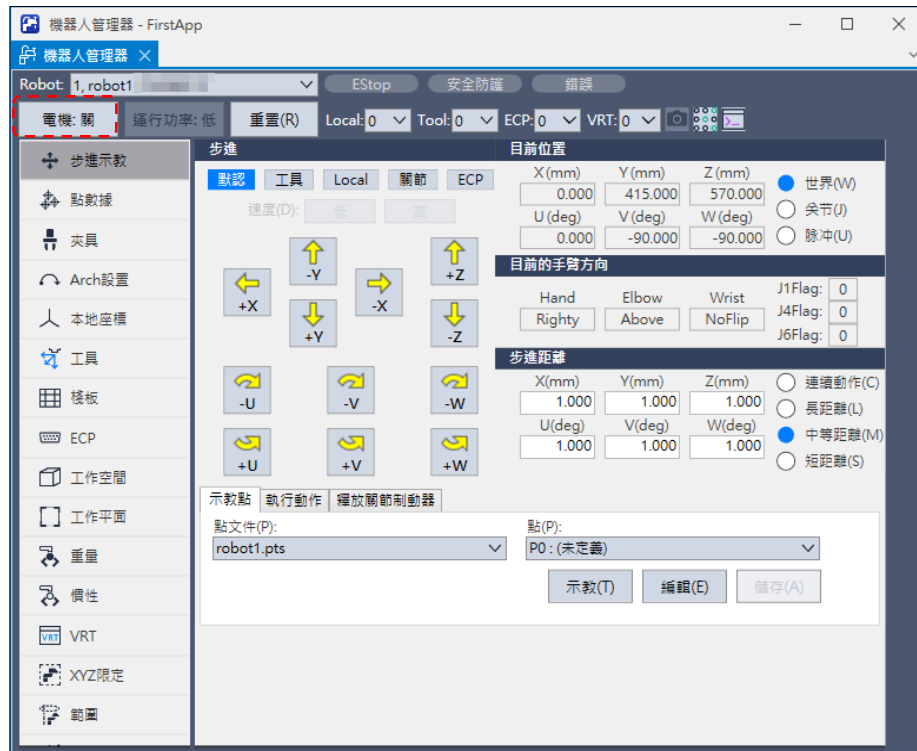 機器人管理器 - FirstApp
機器人管理器
Robot: 1, robot1 EStop 安全防護 錯誤
電機: 關 運行功率: 低 重置(R) Local: 0 Tool: 0 ECP: 0 VRT: 0
步進示教
點數據
夾具
Arch設置
本地座標
工具
棧板
ECP
工作空間
工作平面
重量
慣性
VRT
XYZ限定
範圍
步進
默認 工具 Local 關節 ECP
速度(D): 低 高
-Y +Z
+X -X
+Y -Z
-U -V -W
+U +V +W
目前位置
X (mm) Y (mm) Z (mm)
0.000 415.000 570.000
U (deg) V (deg) W (deg)
0.000 -90.000 -90.000
世界(W)
关节(J)
脉冲(U)
目前的手臂方向
Hand Elbow Wrist
Righty Above NoFlip
J1Flag: 0
J4Flag: 0
J6Flag: 0
步進距離
X(mm) Y(mm) Z(mm)
1.000 1.000 1.000
U(deg) V(deg) W(deg)
1.000 1.000 1.000
連續動作(C)
長距離(L)
中等距離(M)
短距離(S)
示教點 執行動作 釋放關節制動器
點文件(P): 點(P):
robot1.pts P0 : (未定義)
示教(T) 編輯(E) 儲存(A)